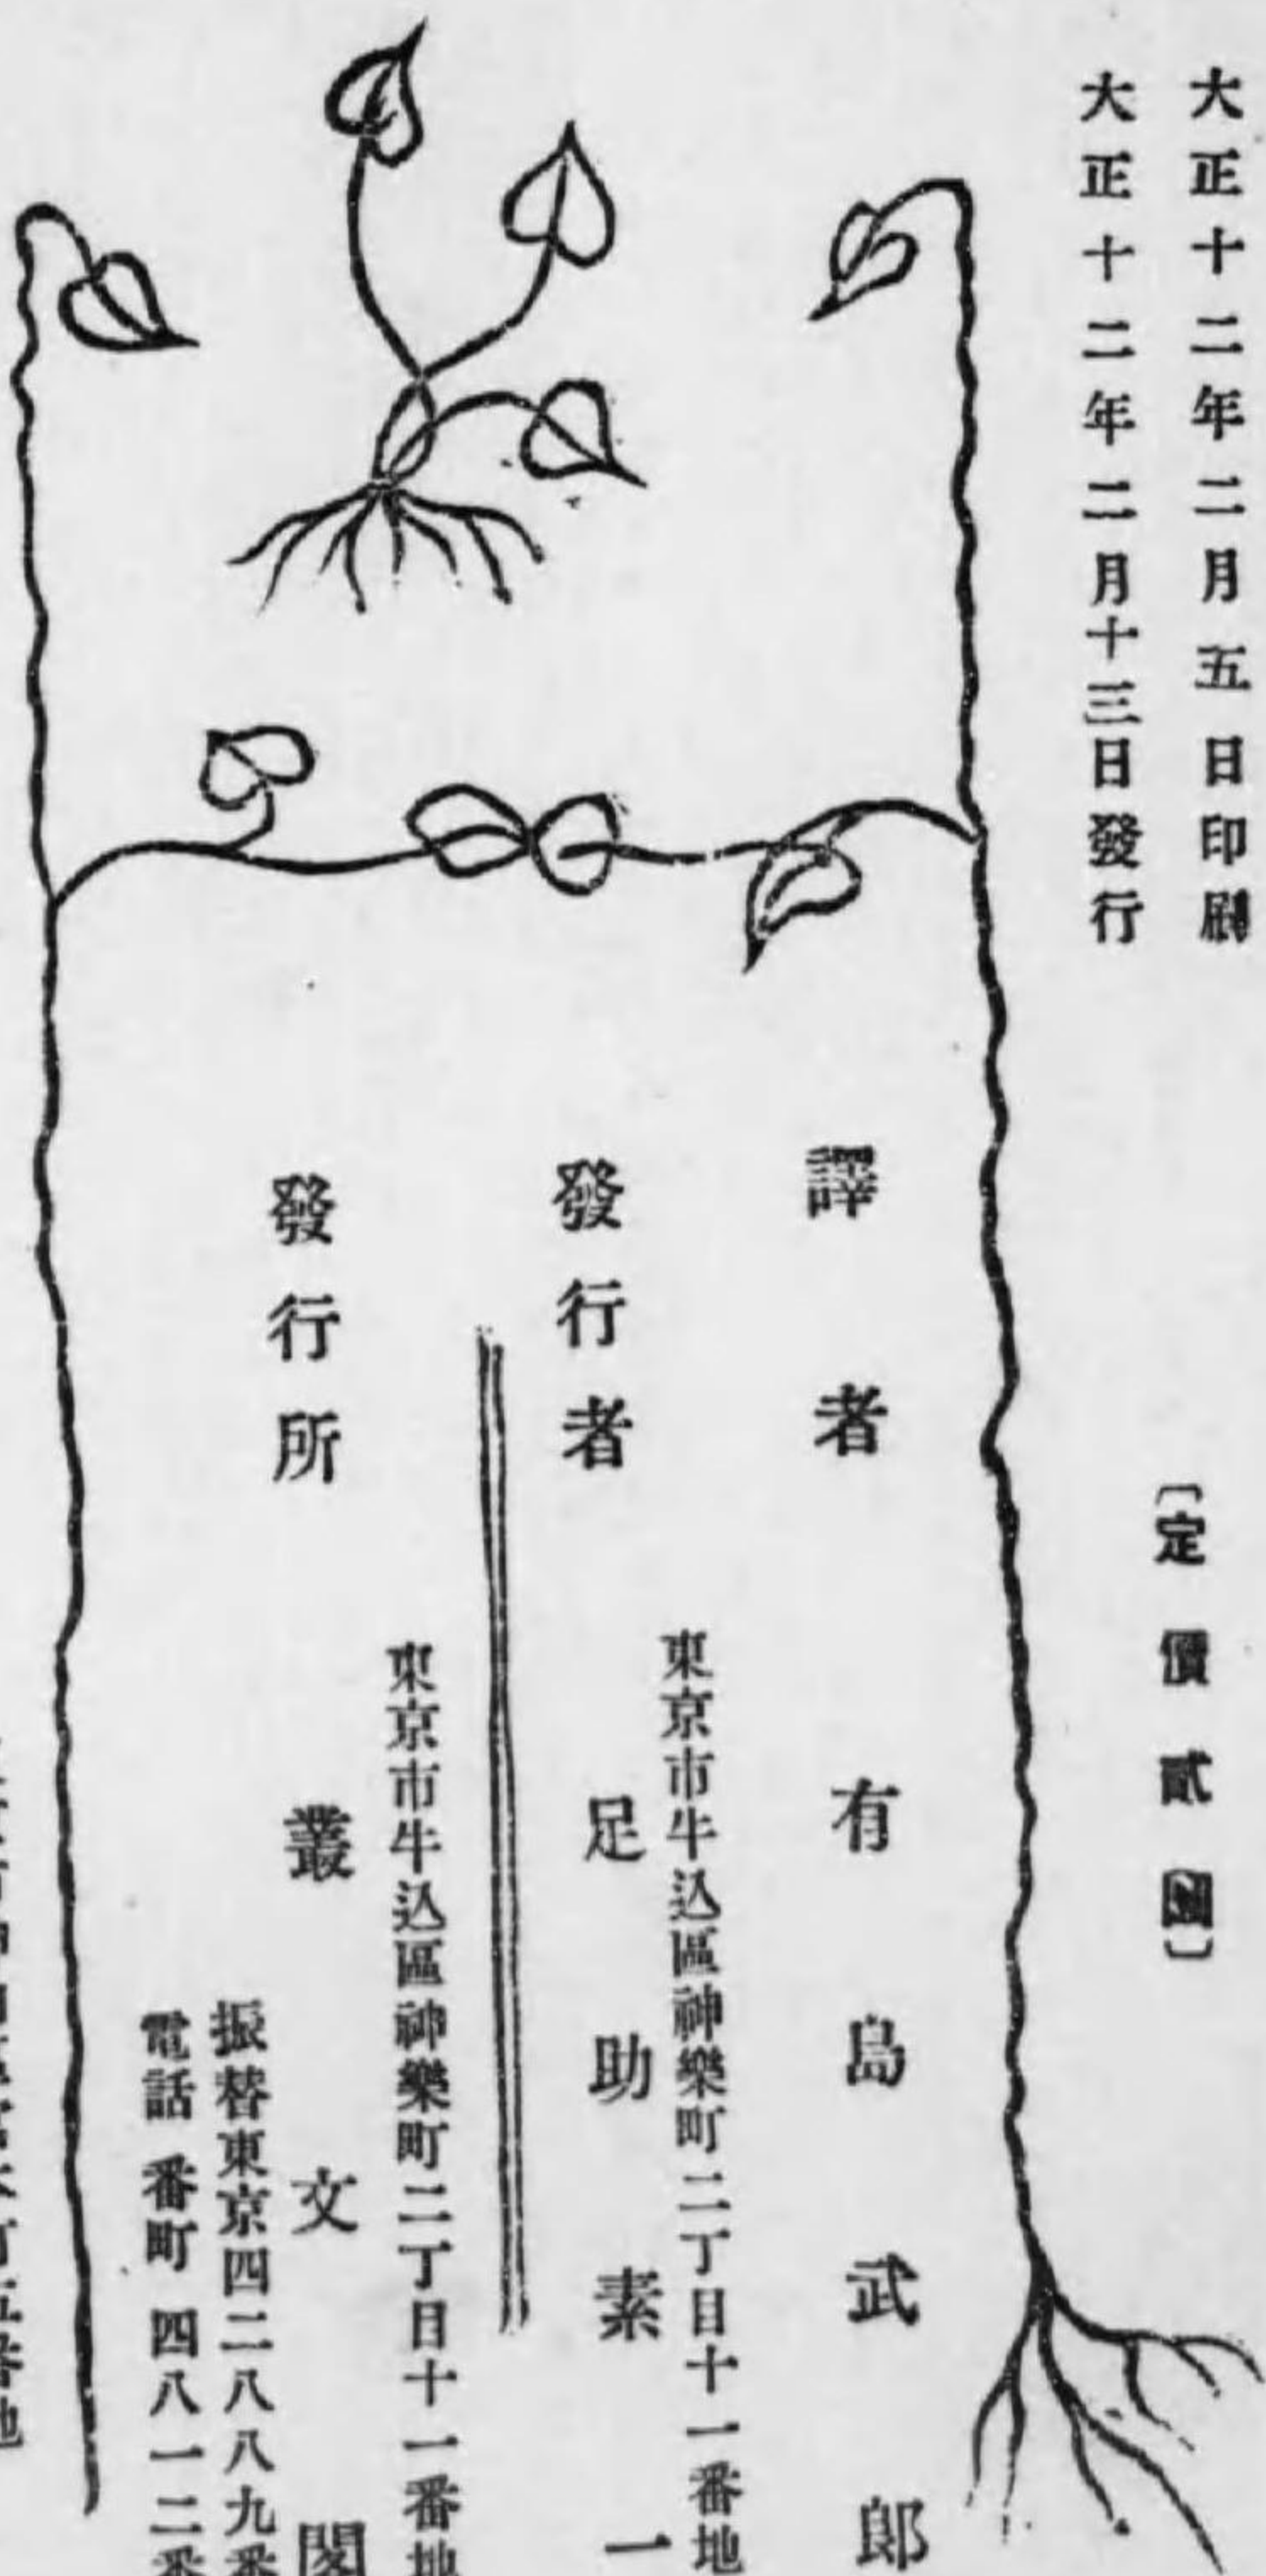 大正十二年二月五日印刷
大正十二年二月十三日發行
〔定價貳圓〕
譯者 有島武郎
東京市牛込區神樂町二丁目十一番地
發行者 足助素一
東京市牛込區神樂町二丁目十一番地
發行所 叢文閣
振替東京四二八八九番
電話番町四八一二番